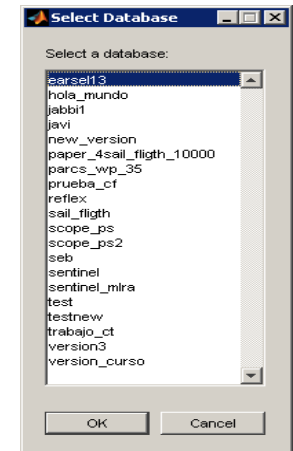 Select Database
Select a database:
earsel13
hola_mundo
jabbi1
javi
new_version
paper_4sail_fligth_10000
parcs_wp_35
prueba_cf
reflex
sail_fligth
scope_ps
scope_ps2
seb
sentinel
sentinel_mlra
test
testnew
trabajo_ct
version3
version_curso
OK Cancel